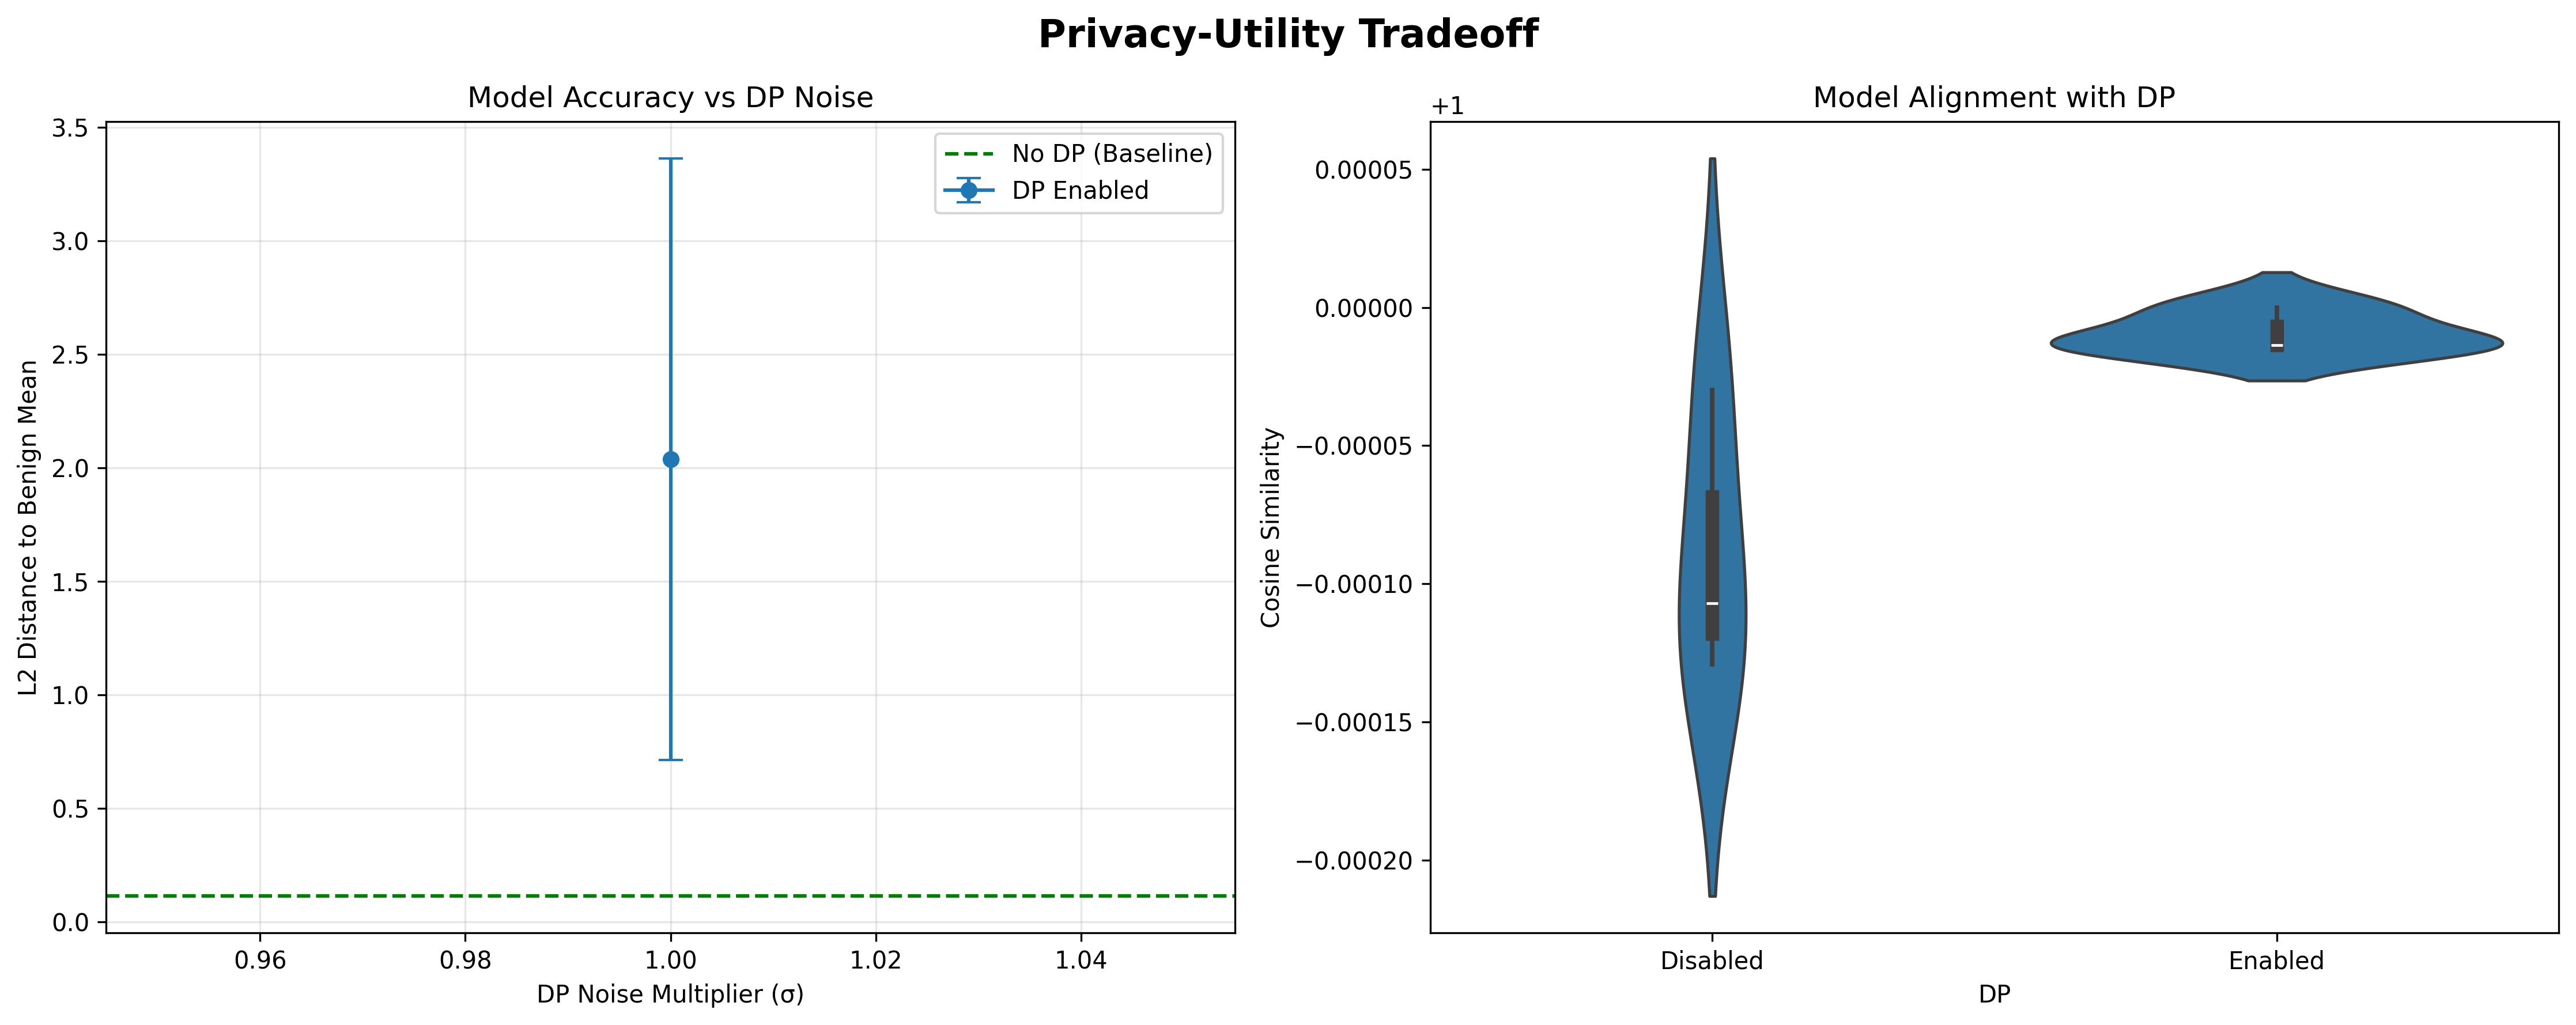 Privacy-Utility Tradeoff
Model Accuracy vs DP Noise
3.5
3.0
2.5
2.0
1.5
1.0
0.5
0.0
L2 Distance to Benign Mean
No DP (Baseline)
DP Enabled
0.96
0.98
1.00
1.02
1.04
DP Noise Multiplier (σ)
Model Alignment with DP
+1
0.00005
0.00000
−0.00005
−0.00010
−0.00015
−0.00020
Cosine Similarity
Disabled
Enabled
DP